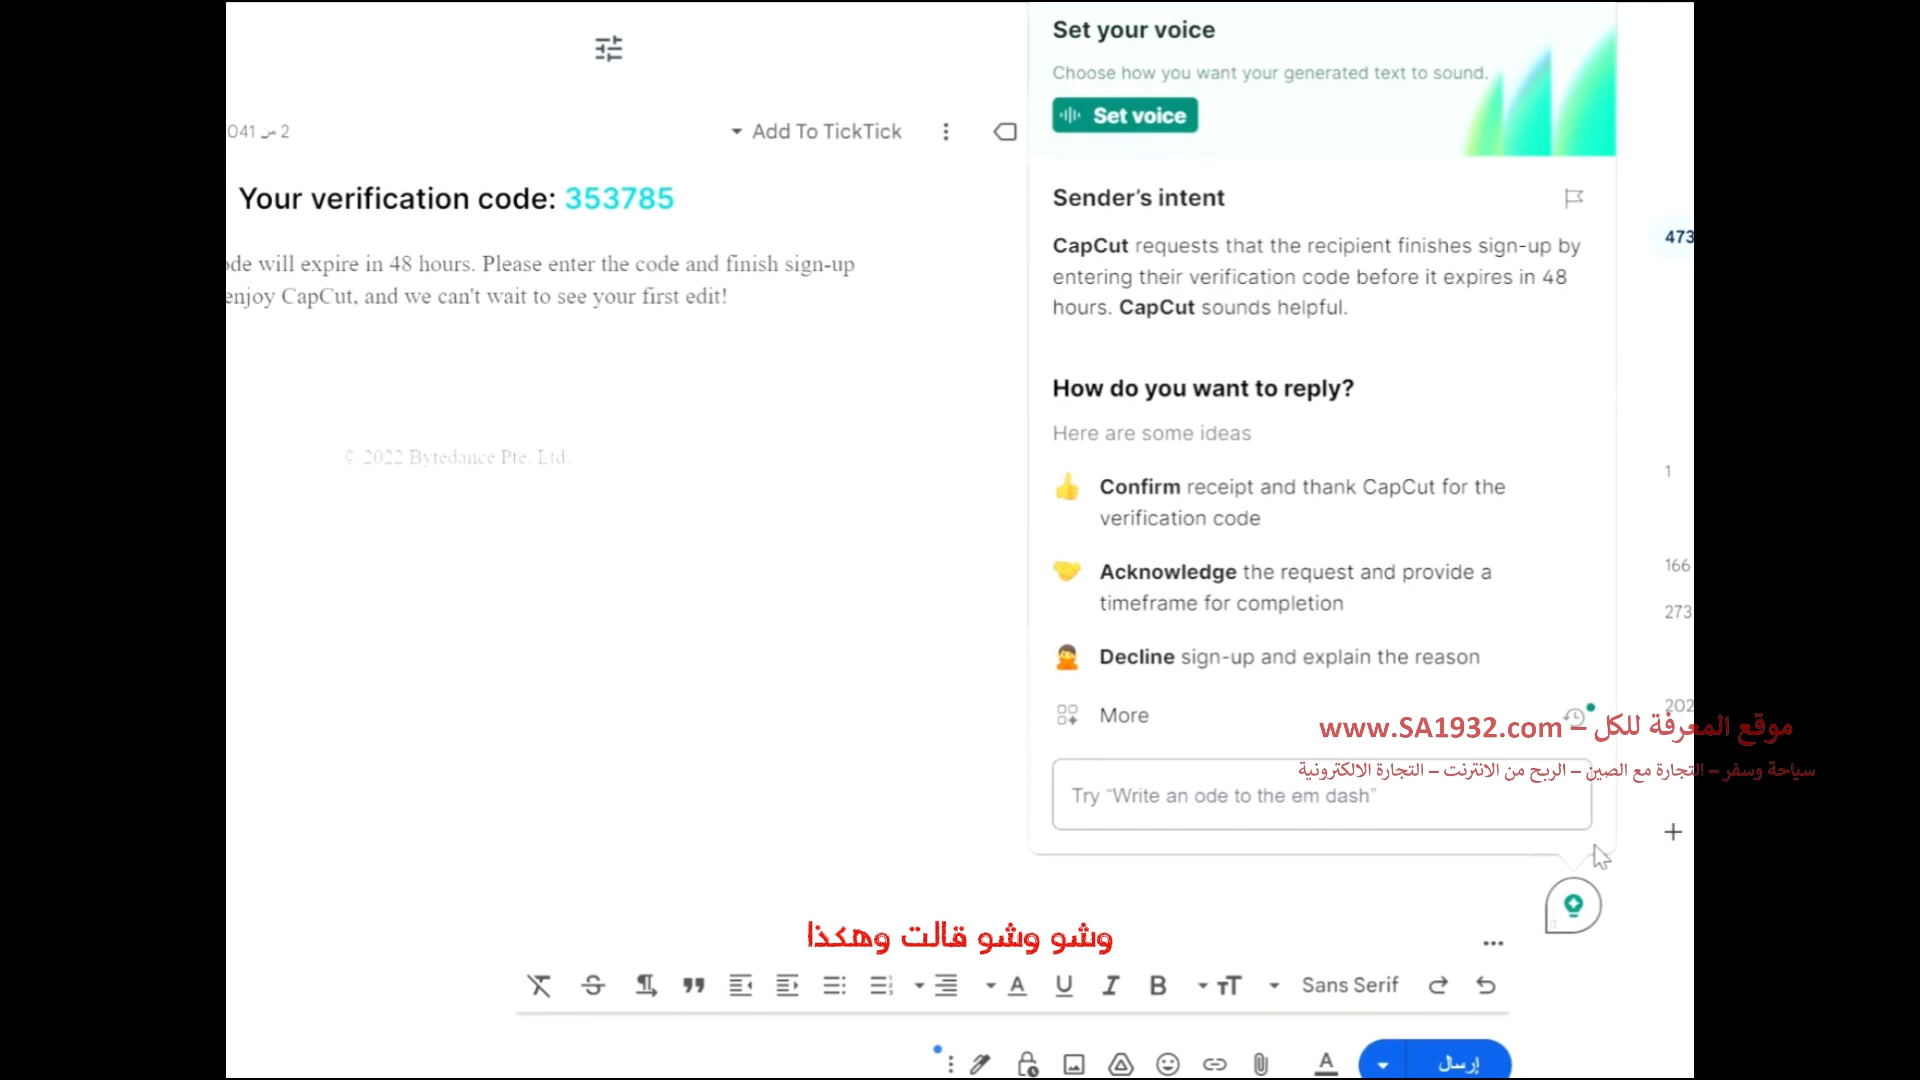 2 من 041
Add To TickTick
Your verification code: 353785
ode will expire in 48 hours. Please enter the code and finish sign-up
enjoy CapCut, and we can't wait to see your first edit!
© 2022 Bytedance Pte. Ltd.
Set your voice
Choose how you want your generated text to sound.
Set voice
Sender’s intent
CapCut requests that the recipient finishes sign-up by
entering their verification code before it expires in 48
hours. CapCut sounds helpful.
How do you want to reply?
Here are some ideas
Confirm receipt and thank CapCut for the
verification code
Acknowledge the request and provide a
timeframe for completion
Decline sign-up and explain the reason
More
Try “Write an ode to the em dash”
473
1
166
273
202
موقع المعرفة للكل – www.SA1932.com
سياحة وسفر – التجارة مع الصين – الربح من الانترنت – التجارة الالكترونية
وشو وشو قالت وهكذا
Sans Serif
إرسال